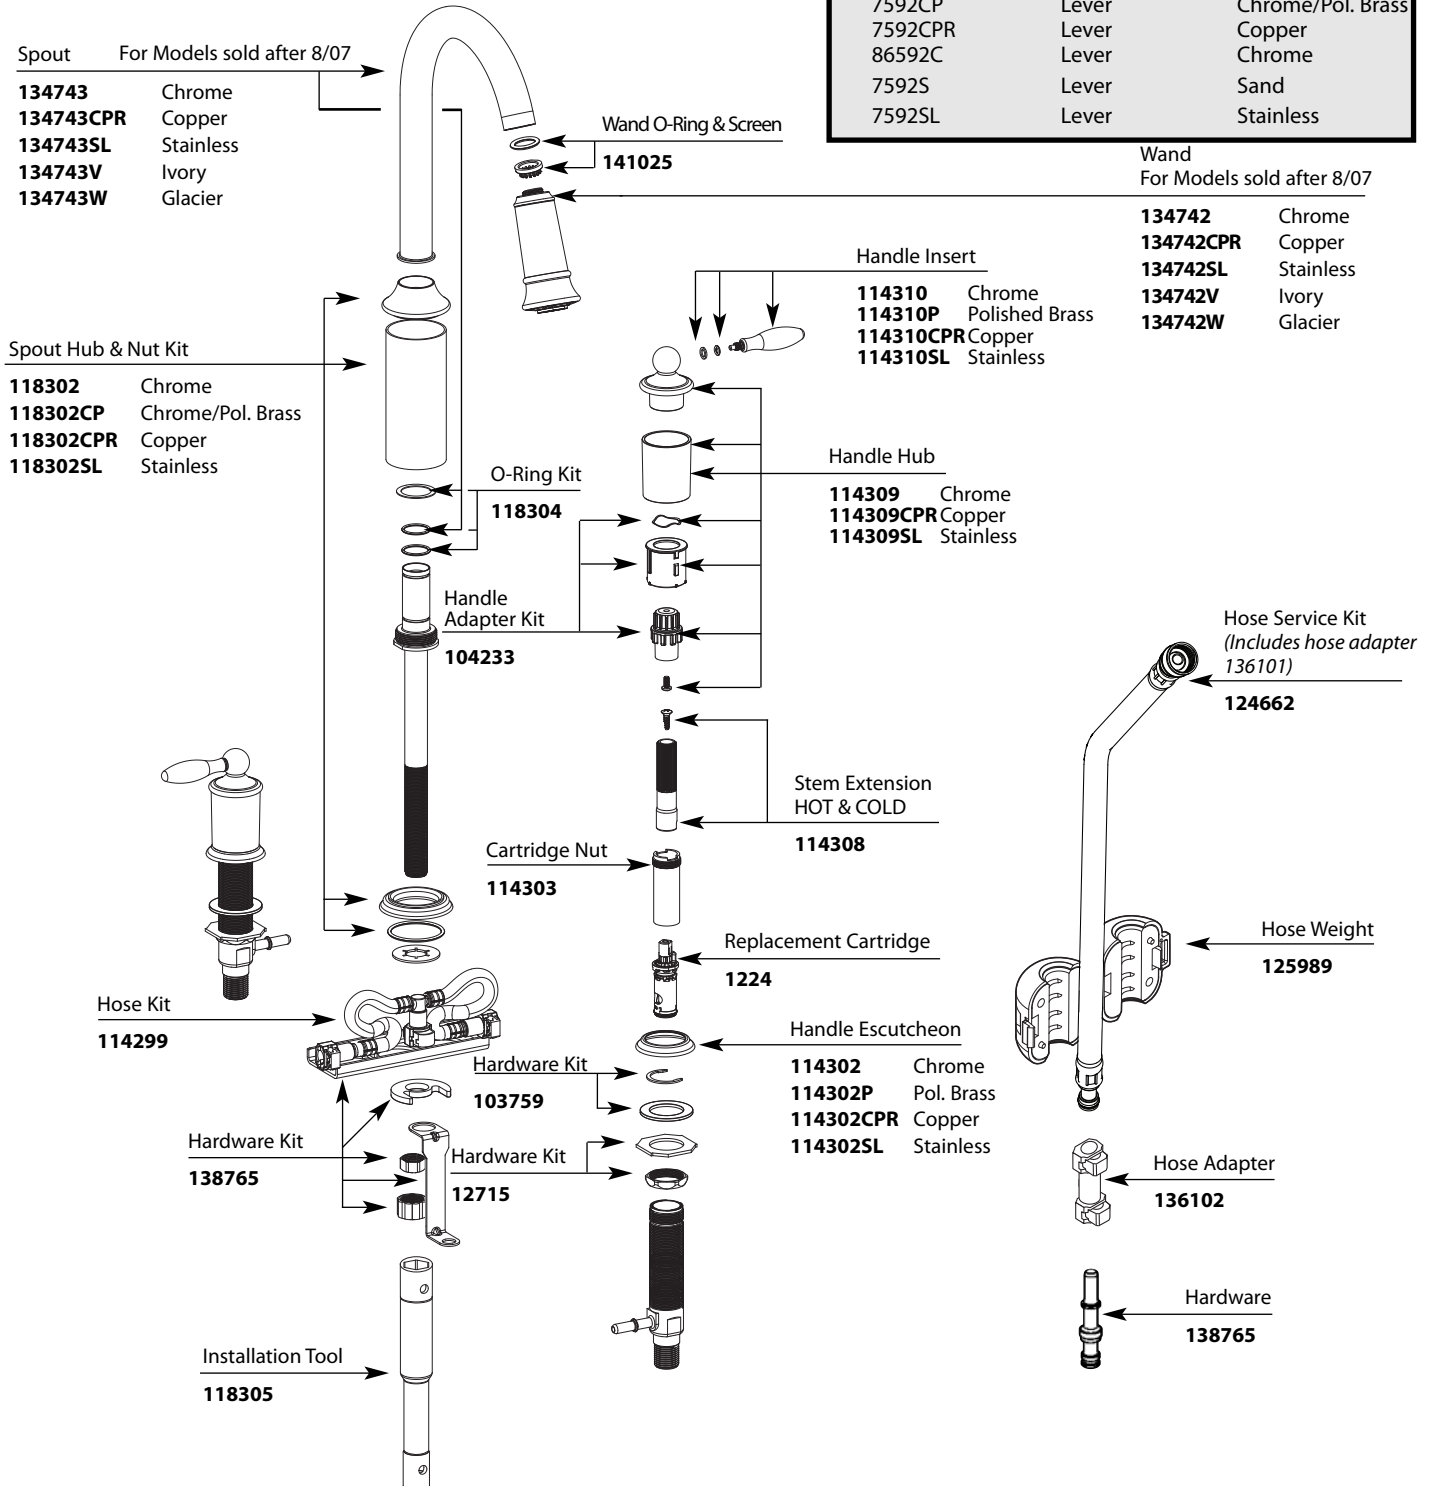 7592CP Lever Chrome/Pol. Brass
7592CPR Lever Copper
86592C Lever Chrome
7592S Lever Sand
7592SL Lever Stainless
Spout For Models sold after 8/07
134743 Chrome
134743CPR Copper
134743SL Stainless
134743V Ivory
134743W Glacier
Wand O-Ring & Screen
141025
Wand
For Models sold after 8/07
134742 Chrome
134742CPR Copper
134742SL Stainless
134742V Ivory
134742W Glacier
Handle Insert
114310 Chrome
114310P Polished Brass
114310CPR Copper
114310SL Stainless
Spout Hub & Nut Kit
118302 Chrome
118302CP Chrome/Pol. Brass
118302CPR Copper
118302SL Stainless
O-Ring Kit
118304
Handle Hub
114309 Chrome
114309CPR Copper
114309SL Stainless
Handle
Adapter Kit
104233
Hose Service Kit
(Includes hose adapter
136101)
124662
Stem Extension
HOT & COLD
114308
Cartridge Nut
114303
Replacement Cartridge
1224
Hose Weight
125989
Hose Kit
114299
Handle Escutcheon
114302 Chrome
114302P Pol. Brass
114302CPR Copper
114302SL Stainless
Hardware Kit
103759
Hardware Kit
138765
Hardware Kit
12715
Hose Adapter
136102
Hardware
138765
Installation Tool
118305